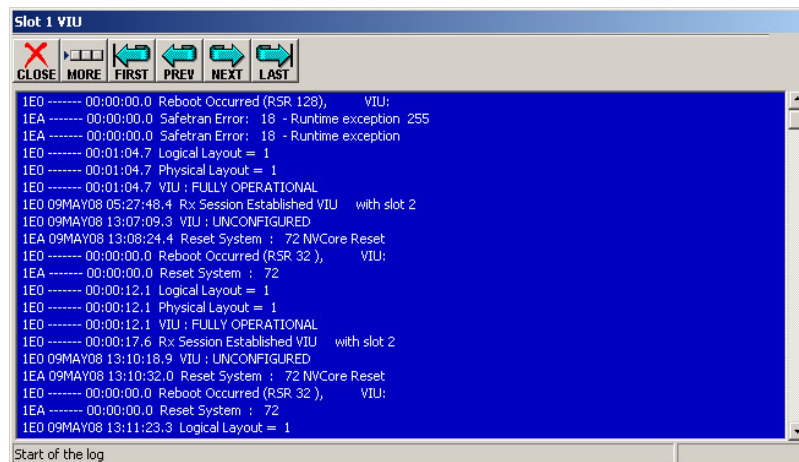 Slot 1 VIU
CLOSE MORE FIRST PREV NEXT LAST
1E0 ------- 00:00:00.0 Reboot Occurred (RSR 128), VIU:
1EA ------- 00:00:00.0 Safetran Error: 18 - Runtime exception 255
1EA ------- 00:00:00.0 Safetran Error: 18 - Runtime exception
1E0 ------- 00:01:04.7 Logical Layout = 1
1E0 ------- 00:01:04.7 Physical Layout = 1
1E0 ------- 00:01:04.7 VIU : FULLY OPERATIONAL
1E0 09MAY08 05:27:48.4 Rx Session Established VIU with slot 2
1E0 09MAY08 13:07:09.3 VIU : UNCONFIGURED
1EA 09MAY08 13:08:24.4 Reset System : 72 NVCore Reset
1E0 ------- 00:00:00.0 Reboot Occurred (RSR 32 ), VIU:
1EA ------- 00:00:00.0 Reset System : 72
1E0 ------- 00:00:12.1 Logical Layout = 1
1E0 ------- 00:00:12.1 Physical Layout = 1
1E0 ------- 00:00:12.1 VIU : FULLY OPERATIONAL
1E0 ------- 00:00:17.6 Rx Session Established VIU with slot 2
1E0 09MAY08 13:10:18.9 VIU : UNCONFIGURED
1EA 09MAY08 13:10:32.0 Reset System : 72 NVCore Reset
1E0 ------- 00:00:00.0 Reboot Occurred (RSR 32 ), VIU:
1EA ------- 00:00:00.0 Reset System : 72
1E0 09MAY08 13:11:23.3 Logical Layout = 1
Start of the log